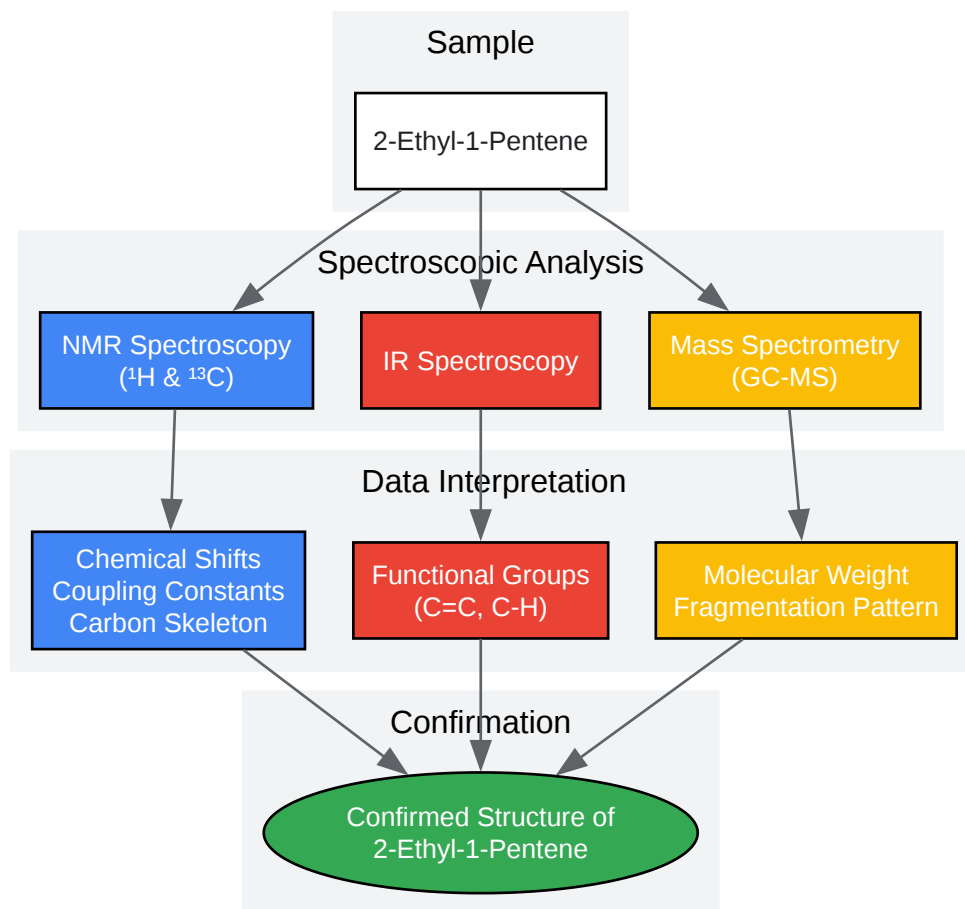 Sample
2-Ethyl-1-Pentene
Spectroscopic Analysis
NMR Spectroscopy
(¹H & ¹³C)
IR Spectroscopy
Mass Spectrometry
(GC-MS)
Data Interpretation
Chemical Shifts
Coupling Constants
Carbon Skeleton
Functional Groups
(C=C, C-H)
Molecular Weight
Fragmentation Pattern
Confirmation
Confirmed Structure of
2-Ethyl-1-Pentene